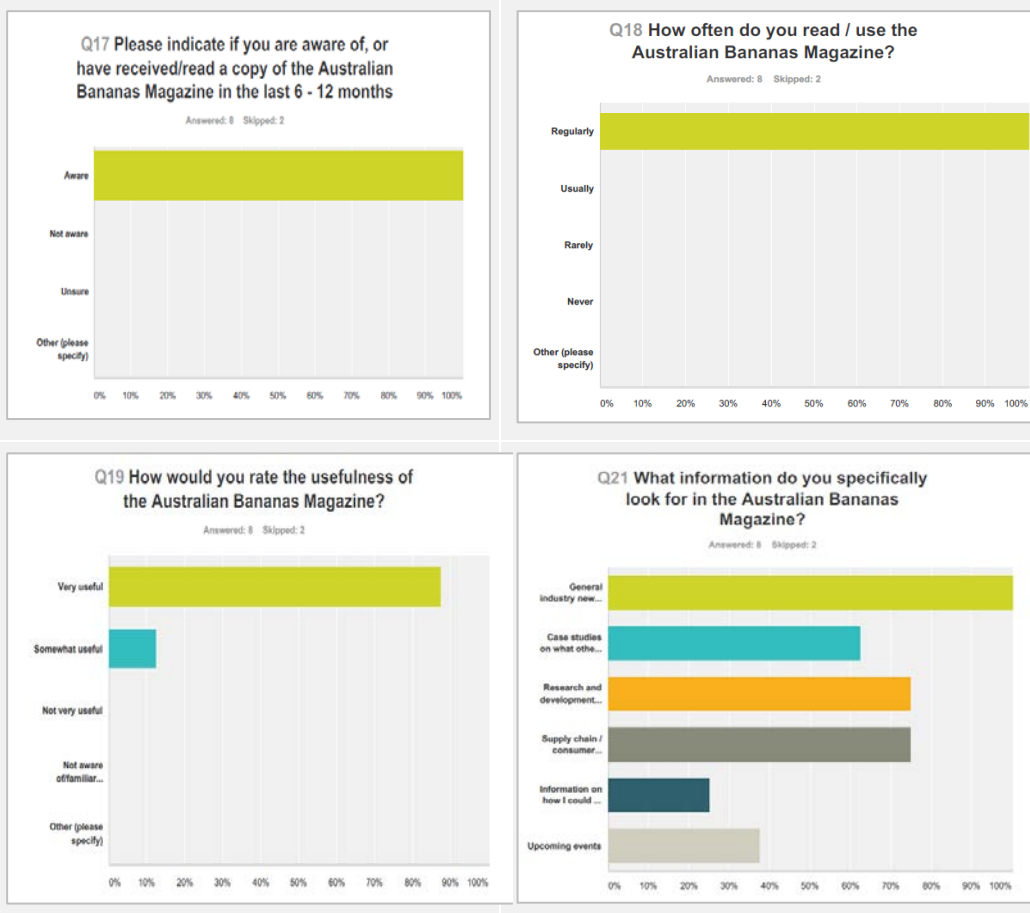 Q17 Please indicate if you are aware of, or
have received/read a copy of the Australian
Bananas Magazine in the last 6 - 12 months
Answered: 8 Skipped: 2
Aware
Not aware
Unsure
Other (please
specify)
0% 10% 20% 30% 40% 50% 60% 70% 80% 90% 100%
Q18 How often do you read / use the
Australian Bananas Magazine?
Answered: 8 Skipped: 2
Regularly
Usually
Rarely
Never
Other (please
specify)
0% 10% 20% 30% 40% 50% 60% 70% 80% 90% 100%
Q19 How would you rate the usefulness of
the Australian Bananas Magazine?
Answered: 8 Skipped: 2
Very useful
Somewhat useful
Not very useful
Not aware
of/familiar...
Other (please
specify)
0% 10% 20% 30% 40% 50% 60% 70% 80% 90% 100%
Q21 What information do you specifically
look for in the Australian Bananas
Magazine?
Answered: 8 Skipped: 2
General
industry new...
Case studies
on what othe...
Research and
development...
Supply chain /
consumer...
Information on
how I could ...
Upcoming events
0% 10% 20% 30% 40% 50% 60% 70% 80% 90% 100%